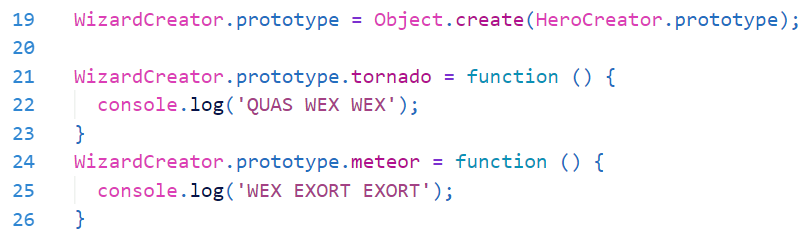 19 WizardCreator.prototype = Object.create(HeroCreator.prototype);
20
21 WizardCreator.prototype.tornado = function () {
22   console.log('QUAS WEX WEX');
23 }
24 WizardCreator.prototype.meteor = function () {
25   console.log('WEX EXORT EXORT');
26 }